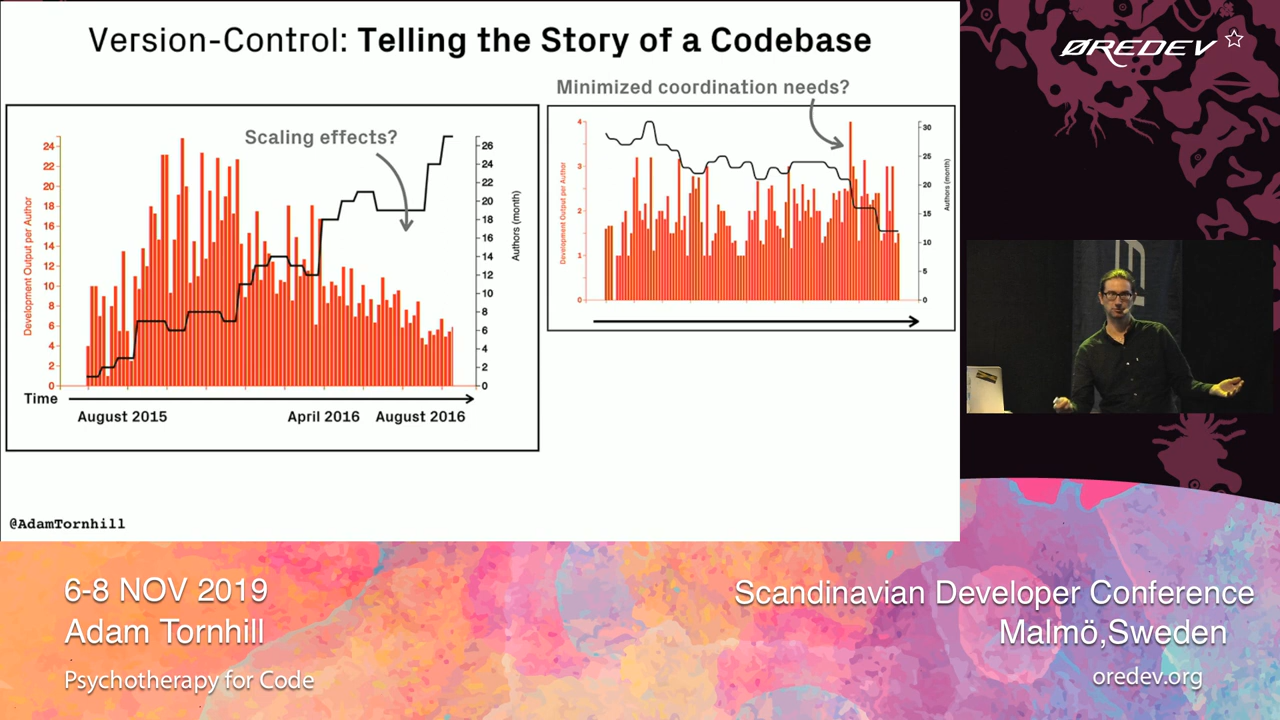 Version-Control: Telling the Story of a Codebase
Scaling effects?
Development Output per Author
24
22
20
18
16
14
12
10
8
6
4
2
0
26
24
22
20
18
16
14
12
10
8
6
4
2
0
Authors (month)
Time
August 2015
April 2016
August 2016
Minimized coordination needs?
Development Output per Author
4
3
2
1
0
30
25
20
15
10
5
0
Authors (month)
@AdamTornhill
ØREDEV
6-8 NOV 2019
Adam Tornhill
Psychotherapy for Code
Scandinavian Developer Conference
Malmö,Sweden
oredev.org